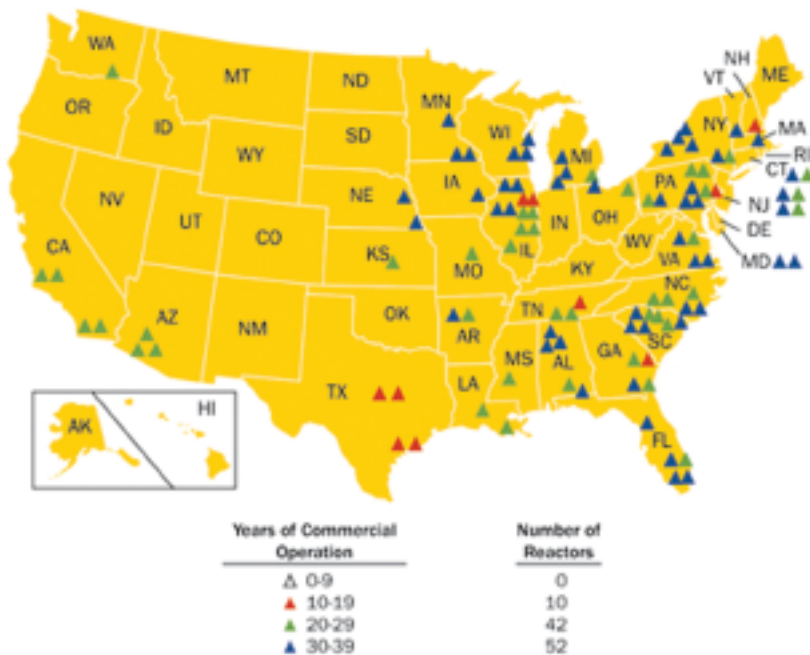 WA
MT
ND
MN
OR
ID
SD
WI
MI
NY
VT
NH
ME
MA
RI
CT
WY
NE
IA
PA
NJ
DE
MD
NV
UT
CO
KS
MO
IL
IN
OH
WV
VA
KY
CA
AZ
NM
OK
AR
TN
NC
SC
MS
AL
GA
TX
LA
FL
AK
HI
Years of Commercial Number of
Operation Reactors
0-9 0
10-19 10
20-29 42
30-39 52